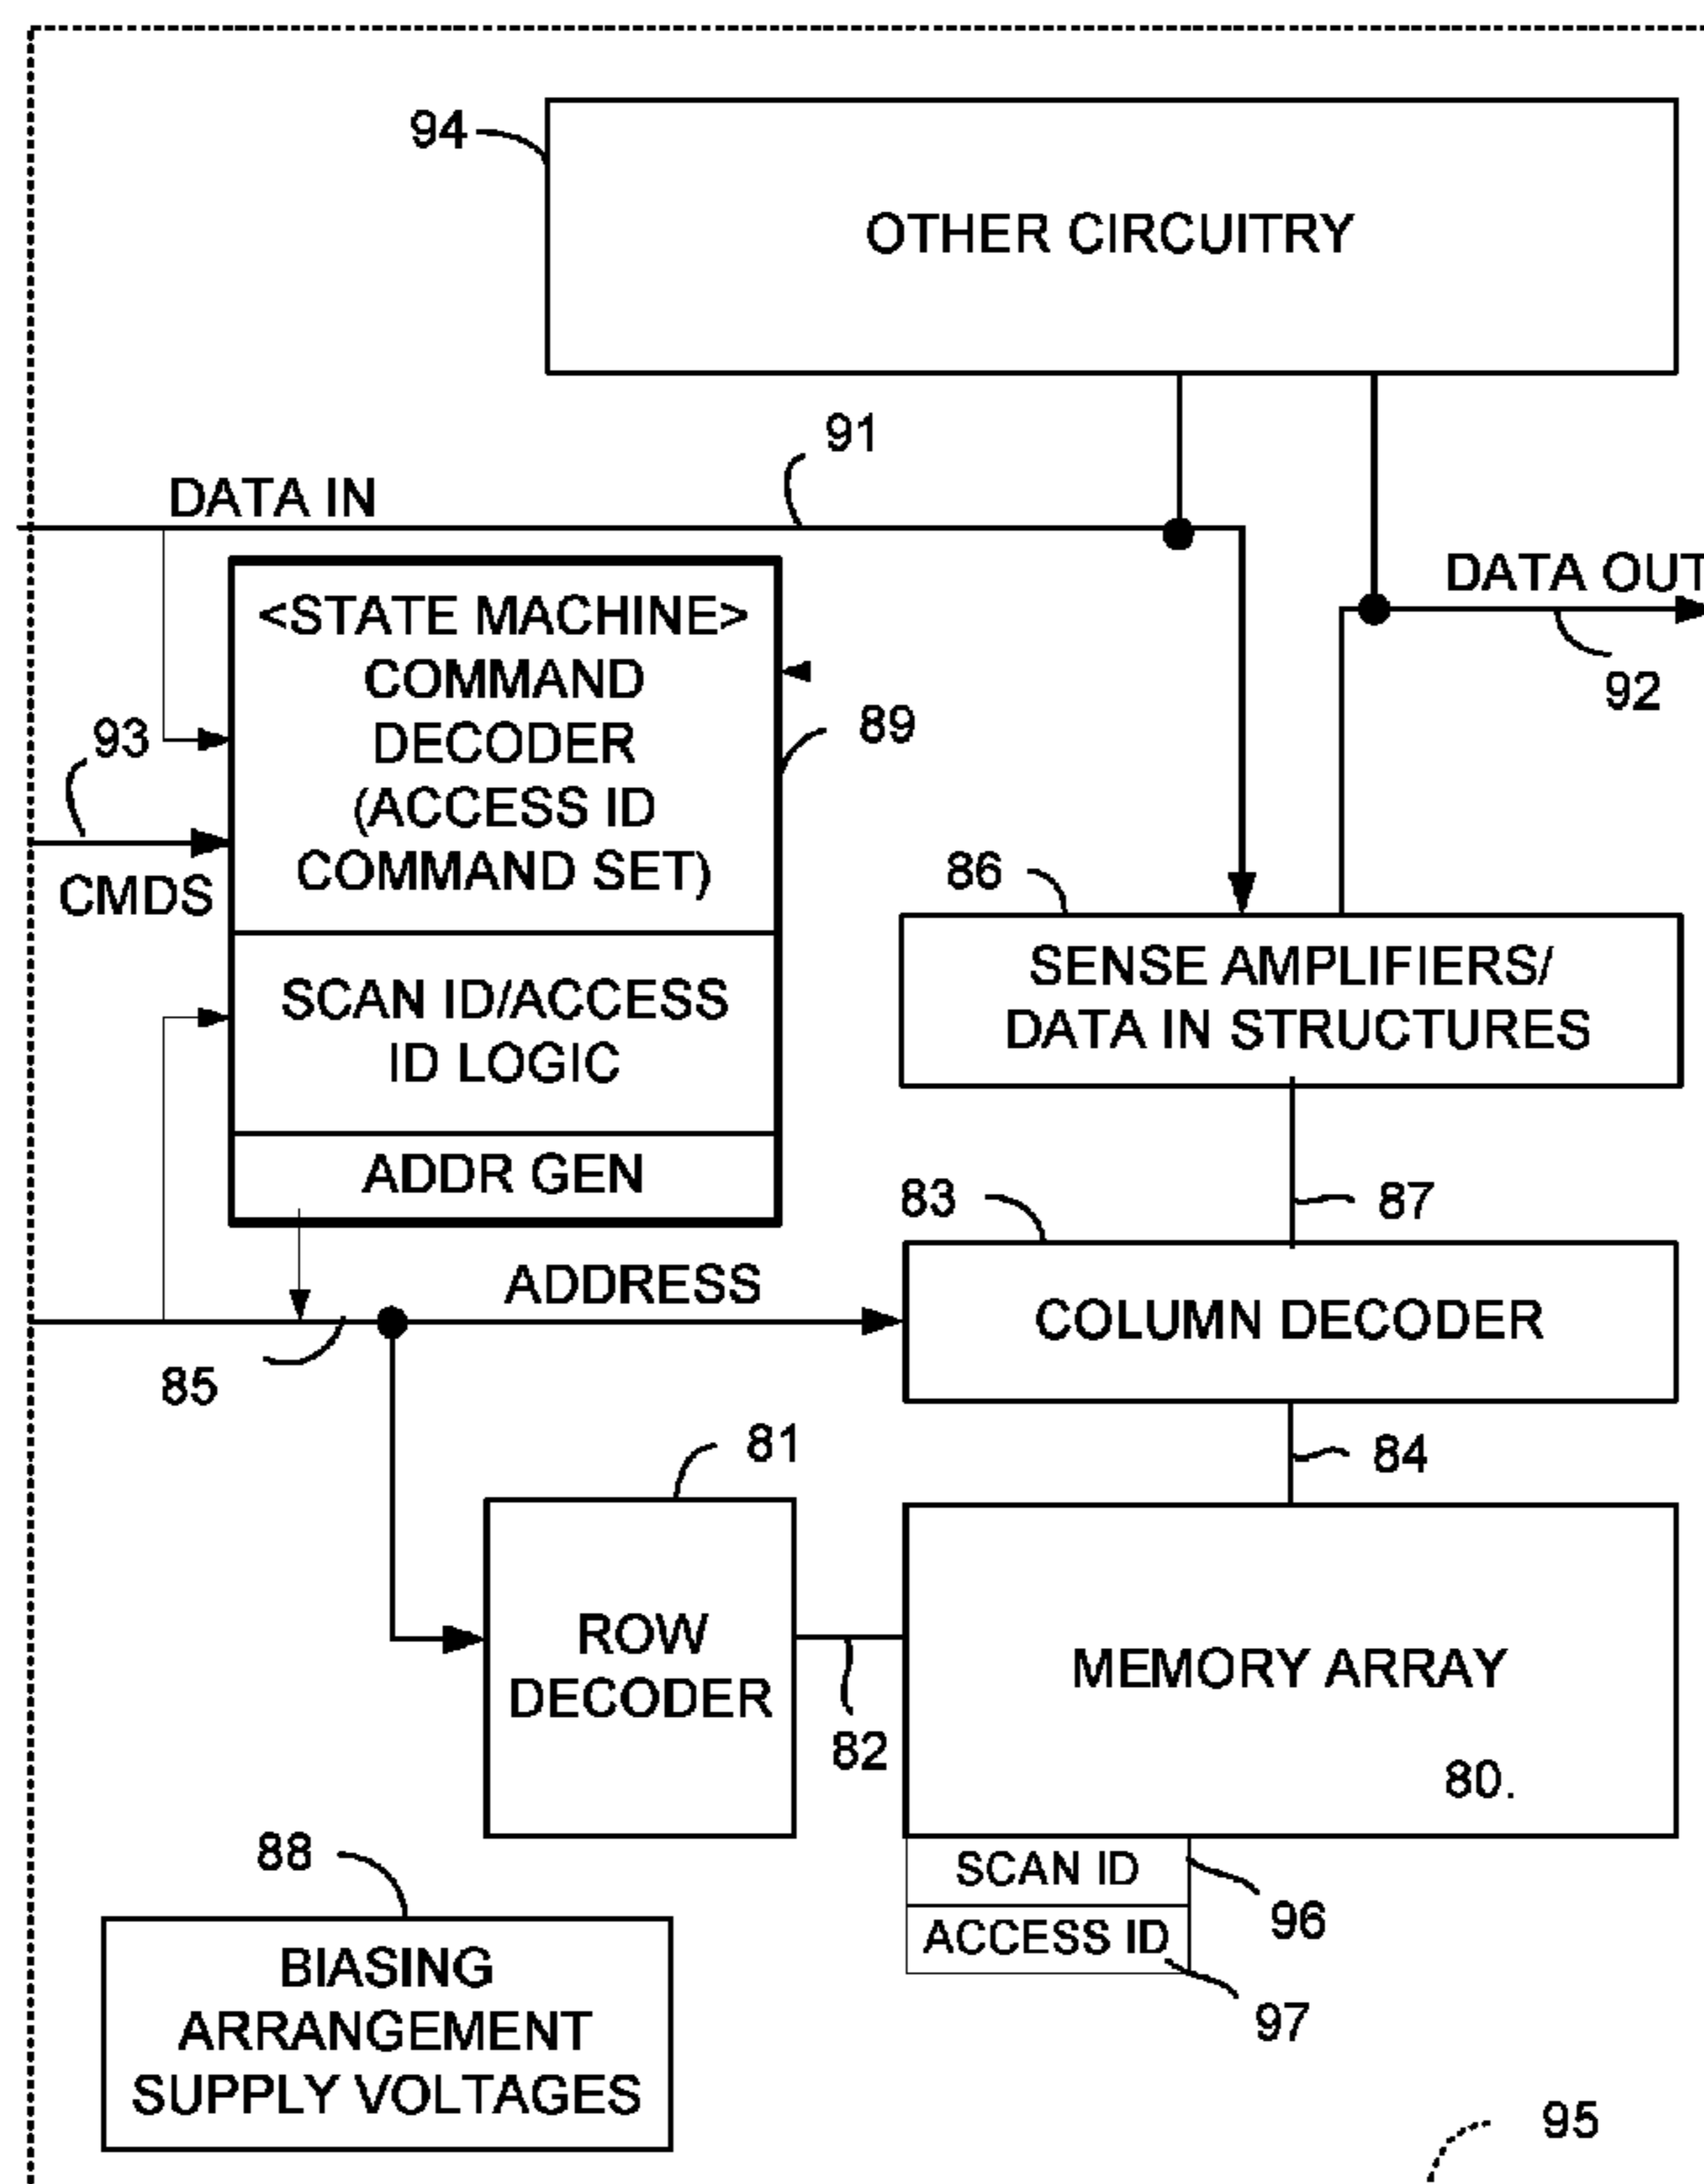 94
OTHER CIRCUITRY
91
DATA IN
DATA OUT
92
<STATE MACHINE>
COMMAND
DECODER
(ACCESS ID
COMMAND SET)
89
93
CMDS
86
SENSE AMPLIFIERS/
DATA IN STRUCTURES
SCAN ID/ACCESS
ID LOGIC
ADDR GEN
83
87
ADDRESS
COLUMN DECODER
85
81
84
ROW
DECODER
82
MEMORY ARRAY
80.
88
SCAN ID
96
ACCESS ID
97
BIASING
ARRANGEMENT
SUPPLY VOLTAGES
95